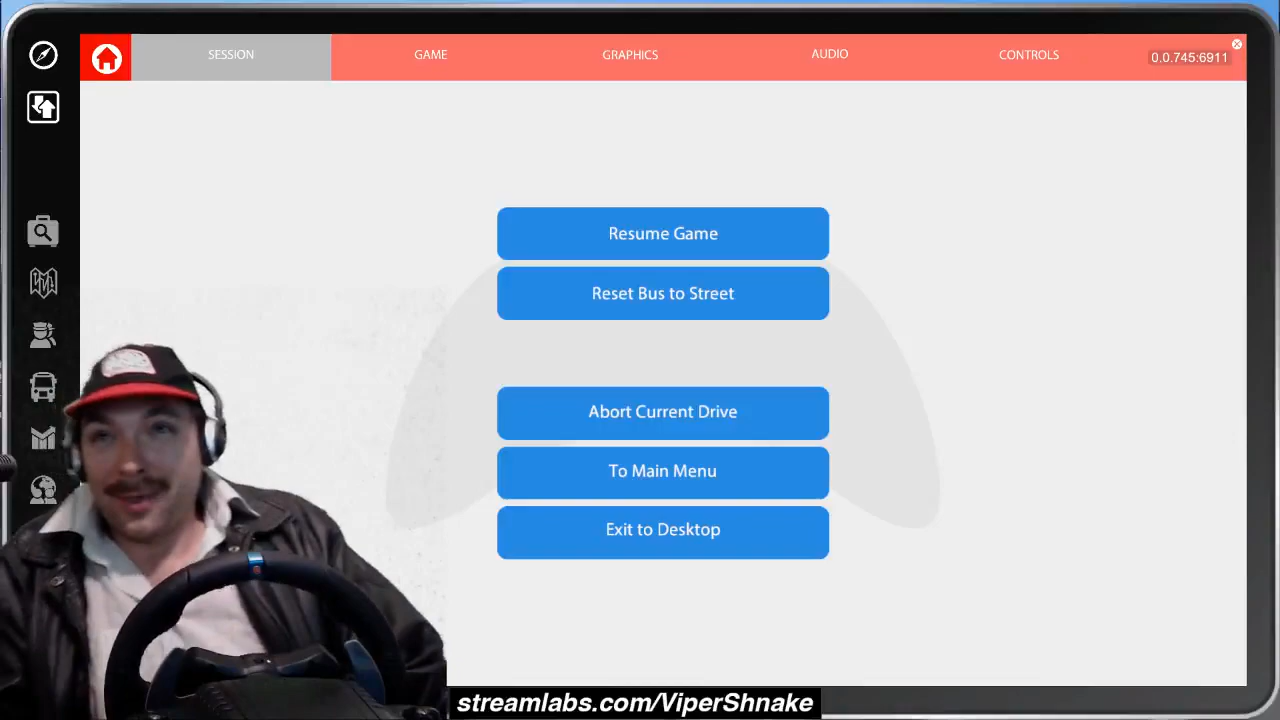 SESSION
GAME
GRAPHICS
AUDIO
CONTROLS
0.0.745:6911
Resume Game
Reset Bus to Street
Abort Current Drive
To Main Menu
Exit to Desktop
streamlabs.com/ViperShnake